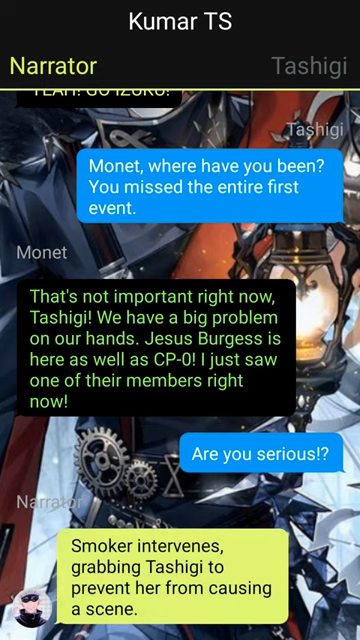 Kumar TS
Narrator
Tashigi
YEAH! GO IZUKU!
Tashigi
Monet, where have you been?
You missed the entire first
event.
Monet
That's not important right now,
Tashigi! We have a big problem
on our hands. Jesus Burgess is
here as well as CP-0! I just saw
one of their members right
now!
Are you serious!?
Narrator
Smoker intervenes,
grabbing Tashigi to
prevent her from causing
a scene.